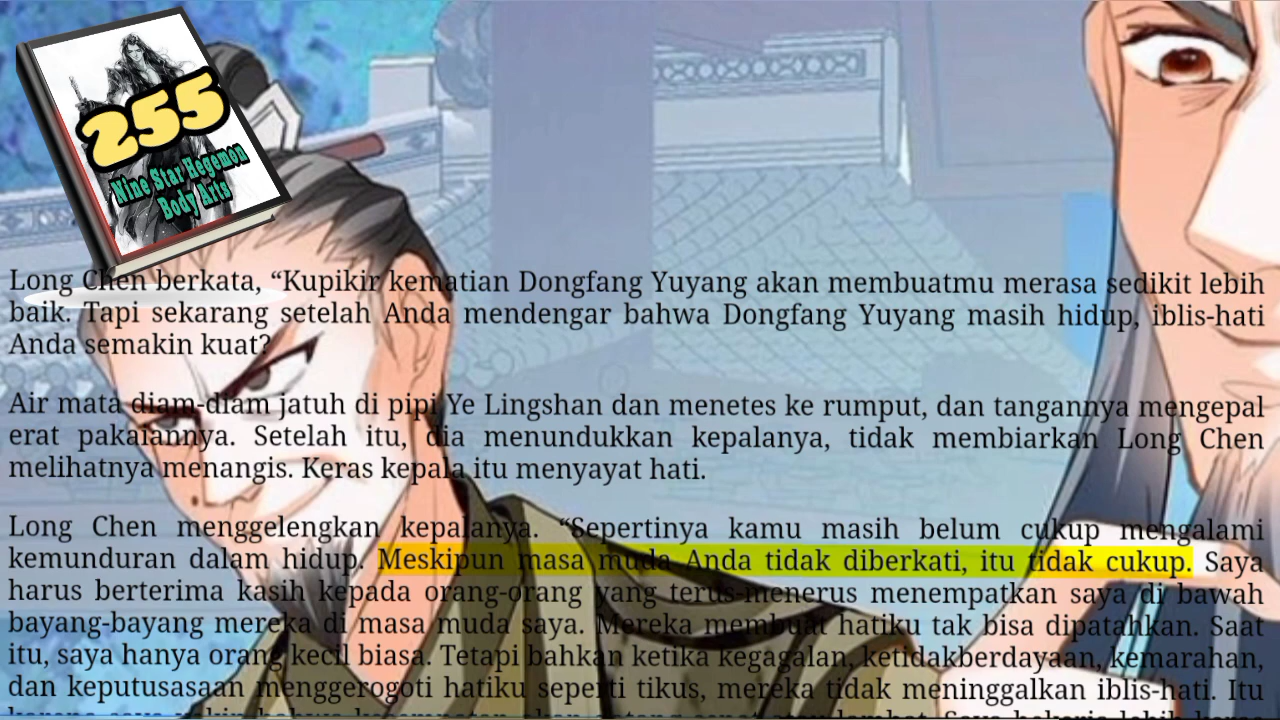 255
Nine Star Hegemon
Body Arts
Long Chen berkata, “Kupikir kematian Dongfang Yuyang akan membuatmu merasa sedikit lebih
baik. Tapi sekarang setelah Anda mendengar bahwa Dongfang Yuyang masih hidup, iblis-hati
Anda semakin kuat?
Air mata diam-diam jatuh di pipi Ye Lingshan dan menetes ke rumput, dan tangannya mengepal
erat pakaiannya. Setelah itu, dia menundukkan kepalanya, tidak membiarkan Long Chen
melihatnya menangis. Keras kepala itu menyayat hati.
Long Chen menggelengkan kepalanya. “Sepertinya kamu masih belum cukup mengalami
kemunduran dalam hidup. Meskipun masa muda Anda tidak diberkati, itu tidak cukup. Saya
harus berterima kasih kepada orang-orang yang terus-menerus menempatkan saya di bawah
bayang-bayang mereka di masa muda saya. Mereka membuat hatiku tak bisa dipatahkan. Saat
itu, saya hanya orang kecil biasa. Tetapi bahkan ketika kegagalan, ketidakberdayaan, kemarahan,
dan keputusasaan menggerogoti hatiku seperti tikus, mereka tidak meninggalkan iblis-hati. Itu